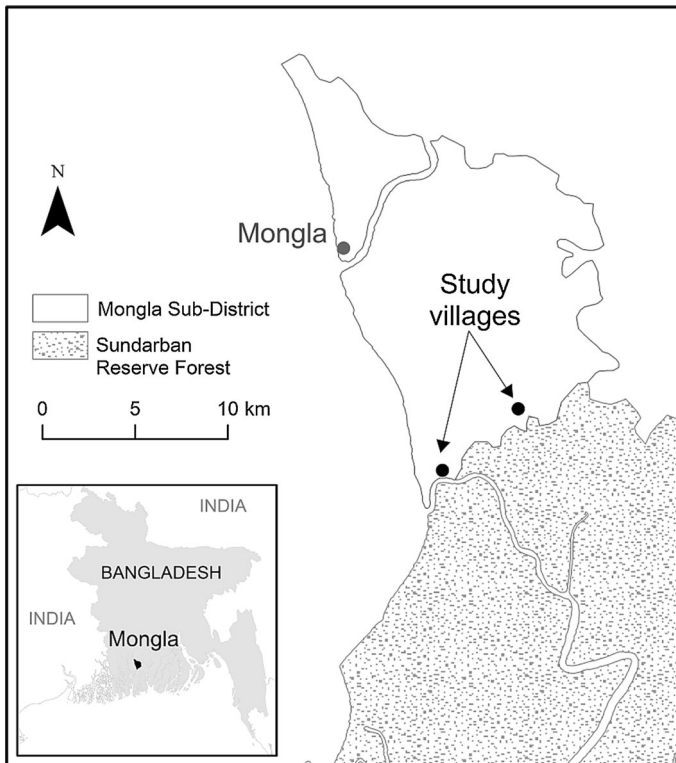 N
Mongla
Study
villages
Mongla Sub-District
Sundarban
Reserve Forest
0 5 10 km
INDIA
BANGLADESH
INDIA
Mongla